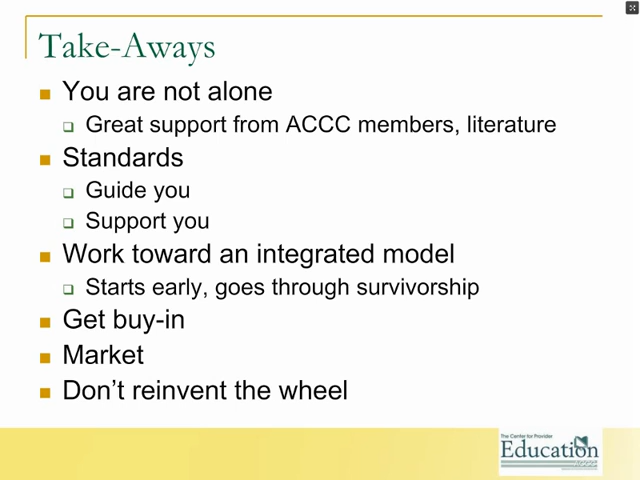 Take-Aways
You are not alone
Great support from ACCC members, literature
Standards
Guide you
Support you
Work toward an integrated model
Starts early, goes through survivorship
Get buy-in
Market
Don't reinvent the wheel
The Center for Provider
Education